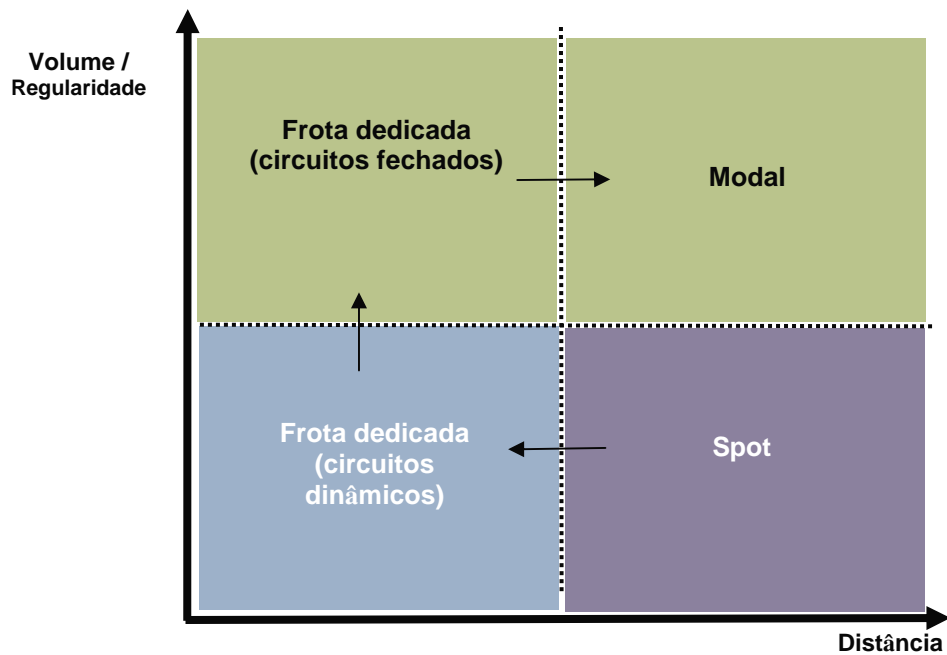 Volume /
Regularidade
Frota dedicada
(circuitos fechados)
Modal
Frota dedicada
(circuitos
dinâmicos)
Spot
Distância